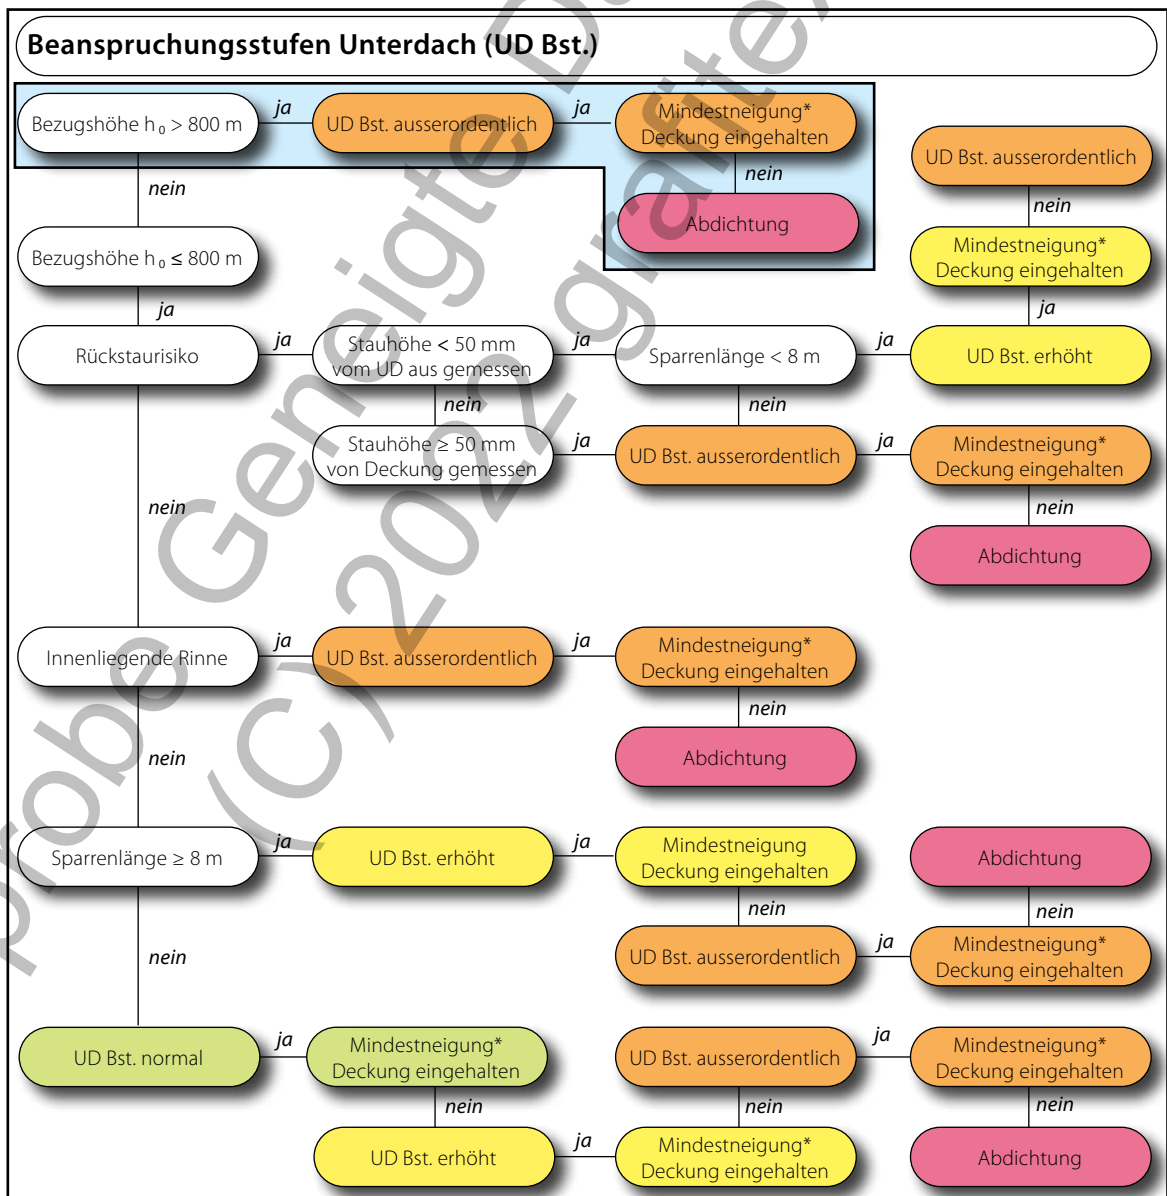 Beanspruchungsstufen Unterdach (UD Bst.)
Bezugshöhe h₀ > 800 m
ja
UD Bst. ausserordentlich
ja
Mindestneigung*
Deckung eingehalten
nein
nein
Abdichtung
UD Bst. ausserordentlich
nein
Mindestneigung*
Deckung eingehalten
ja
Bezugshöhe h₀ ≤ 800 m
ja
Rückstaurisiko
ja
Stauhöhe < 50 mm
vom UD aus gemessen
ja
Sparrenlänge < 8 m
ja
UD Bst. erhöht
nein
nein
Stauhöhe ≥ 50 mm
von Deckung gemessen
ja
UD Bst. ausserordentlich
ja
Mindestneigung*
Deckung eingehalten
nein
nein
Abdichtung
Innenliegende Rinne
ja
UD Bst. ausserordentlich
ja
Mindestneigung*
Deckung eingehalten
nein
nein
Abdichtung
Sparrenlänge ≥ 8 m
ja
UD Bst. erhöht
ja
Mindestneigung
Deckung eingehalten
Abdichtung
nein
nein
nein
UD Bst. ausserordentlich
ja
Mindestneigung*
Deckung eingehalten
UD Bst. normal
ja
Mindestneigung*
Deckung eingehalten
UD Bst. ausserordentlich
ja
Mindestneigung*
Deckung eingehalten
nein
nein
nein
UD Bst. erhöht
ja
Mindestneigung*
Deckung eingehalten
Abdichtung
probe Geneigte
(C) 2022 grafite